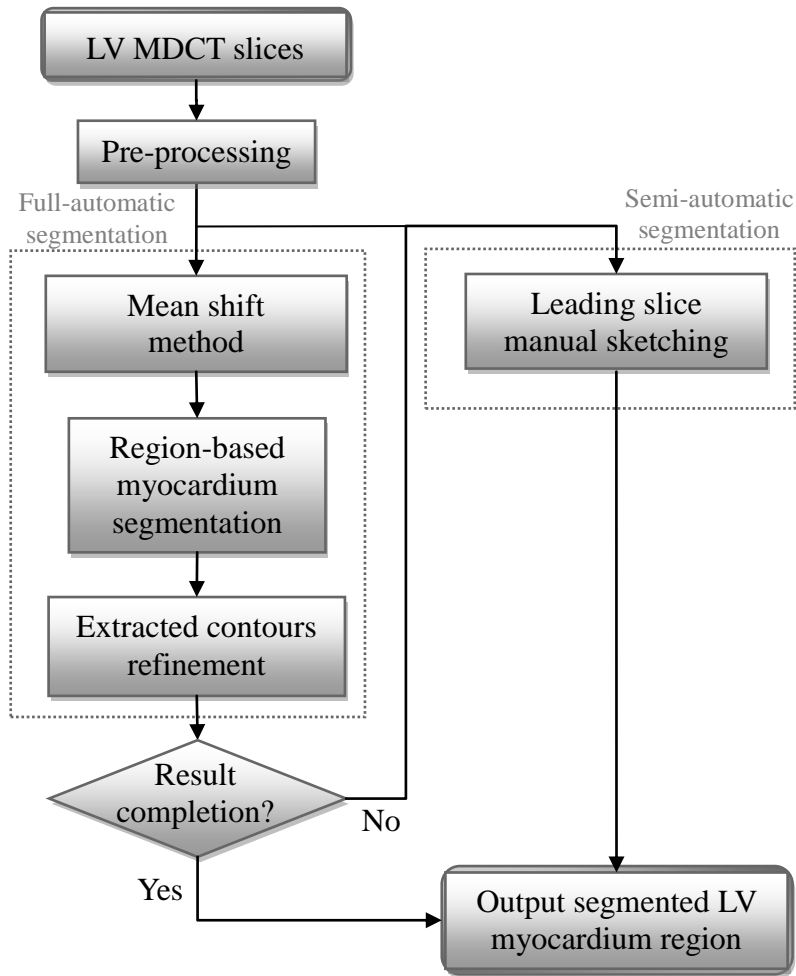 LV MDCT slices
Pre-processing
Full-automatic
segmentation
Semi-automatic
segmentation
Mean shift
method
Leading slice
manual sketching
Region-based
myocardium
segmentation
Extracted contours
refinement
Result
completion?
No
Yes
Output segmented LV
myocardium region